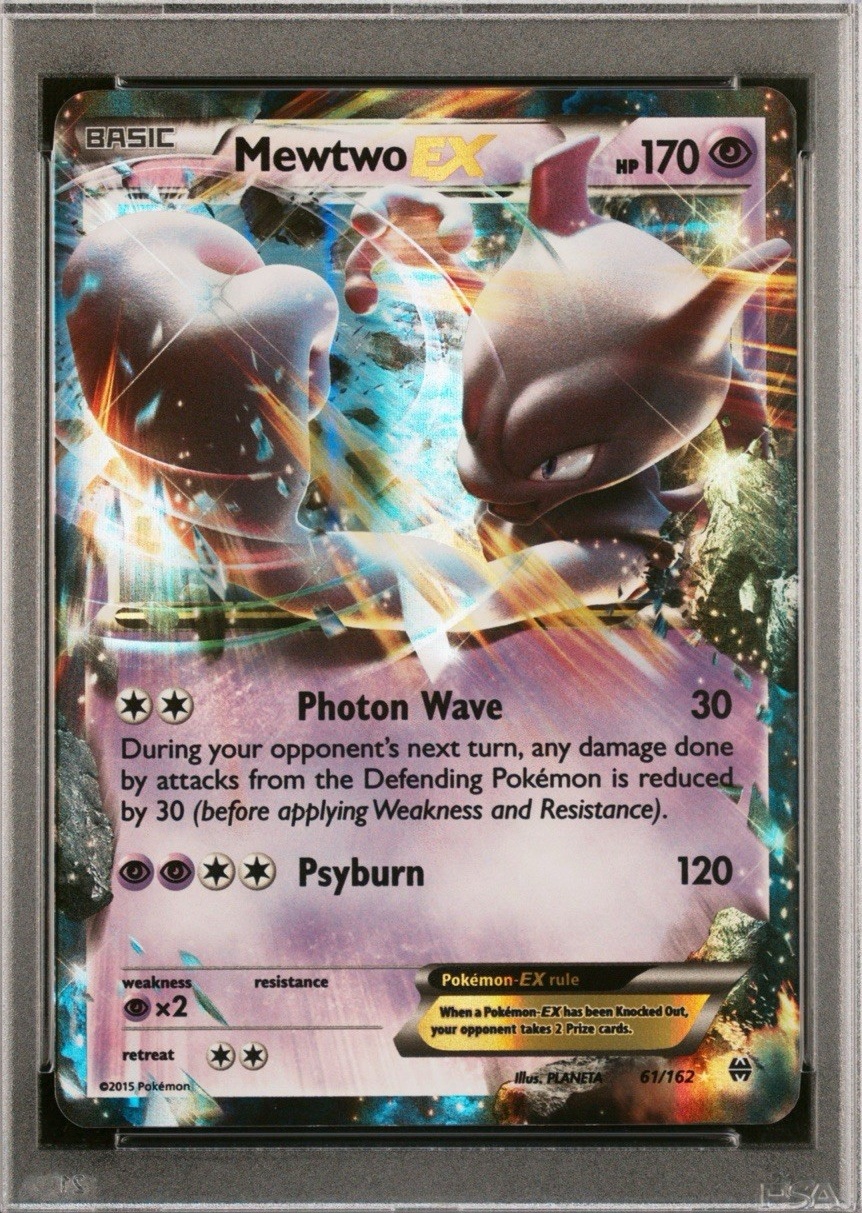 BASIC
Mewtwo EX
HP 170
Photon Wave 30
During your opponent's next turn, any damage done
by attacks from the Defending Pokémon is reduced
by 30 (before applying Weakness and Resistance).
Psyburn 120
weakness resistance
×2
retreat
Pokémon-EX rule
When a Pokémon-EX has been Knocked Out,
your opponent takes 2 Prize cards.
©2015 Pokémon
Illus. PLANETA 61/162
PSA